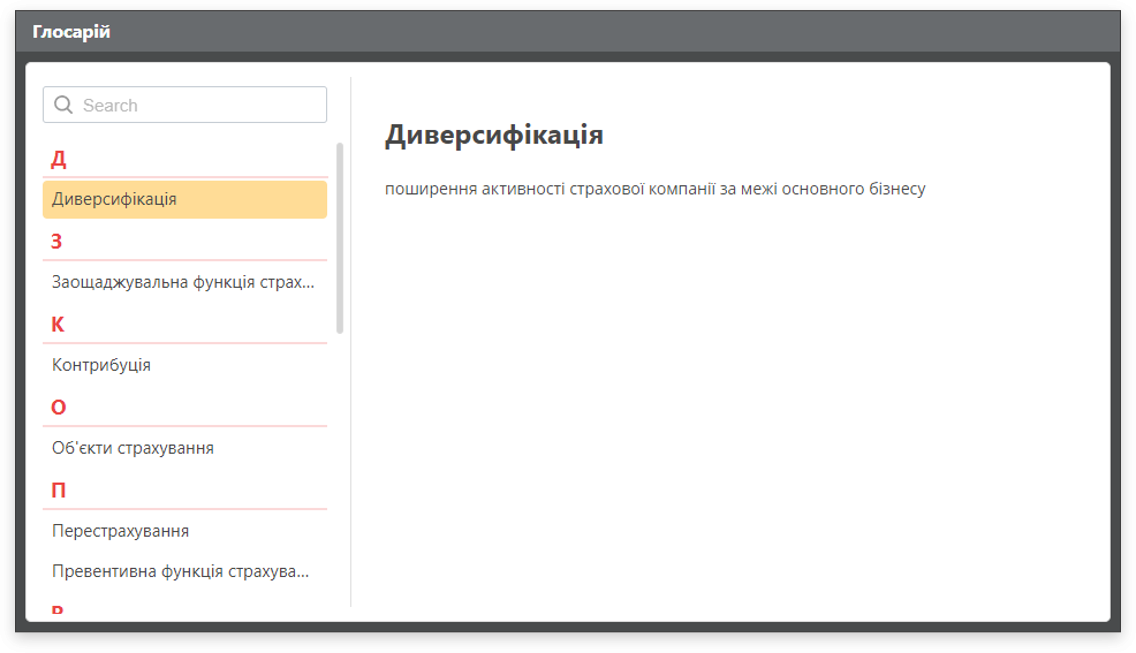 Глосарій
Search
Д
Диверсифікація
З
Заощаджувальна функція страх...
К
Контрибуція
О
Об'єкти страхування
П
Перестрахування
Превентивна функція страхува...
Диверсифікація
поширення активності страхової компанії за межі основного бізнесу